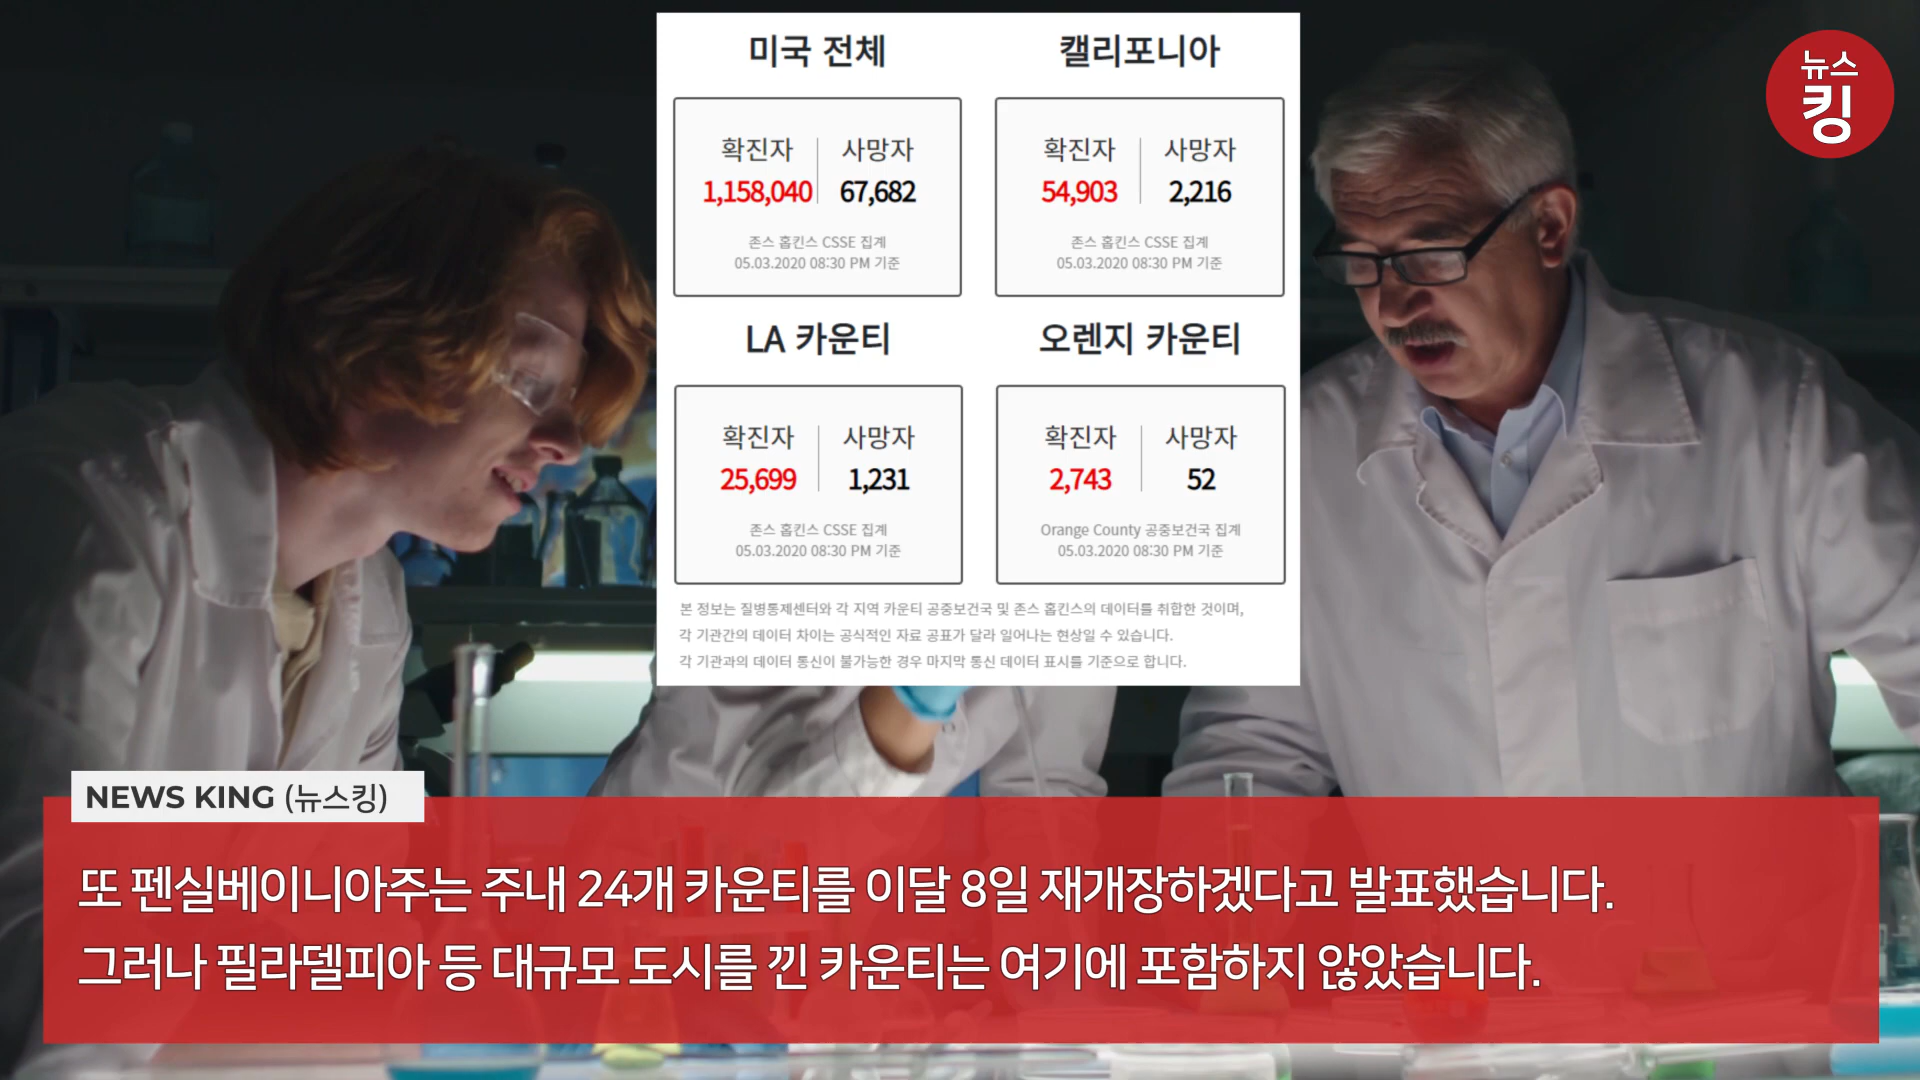 미국 전체
캘리포니아
뉴스
킹
확진자 사망자
1,158,040 67,682
존스 홉킨스 CSSE 집계
05.03.2020 08:30 PM 기준
확진자 사망자
54,903 2,216
존스 홉킨스 CSSE 집계
05.03.2020 08:30 PM 기준
LA 카운티
오렌지 카운티
확진자 사망자
25,699 1,231
존스 홉킨스 CSSE 집계
05.03.2020 08:30 PM 기준
확진자 사망자
2,743 52
Orange County 공중보건국 집계
05.03.2020 08:30 PM 기준
본 정보는 질병통제센터와 각 지역 카운티 공중보건국 및 존스 홉킨스의 데이터를 취합한 것이며,
각 기관간의 데이터 차이는 공식적인 자료 공표가 달라 일어나는 현상일 수 있습니다.
각 기관과의 데이터 통신이 불가능한 경우 마지막 통신 데이터 표시를 기준으로 합니다.
NEWS KING (뉴스킹)
또 펜실베이니아주는 주내 24개 카운티를 이달 8일 재개장하겠다고 발표했습니다.
그러나 필라델피아 등 대규모 도시를 낀 카운티는 여기에 포함하지 않았습니다.